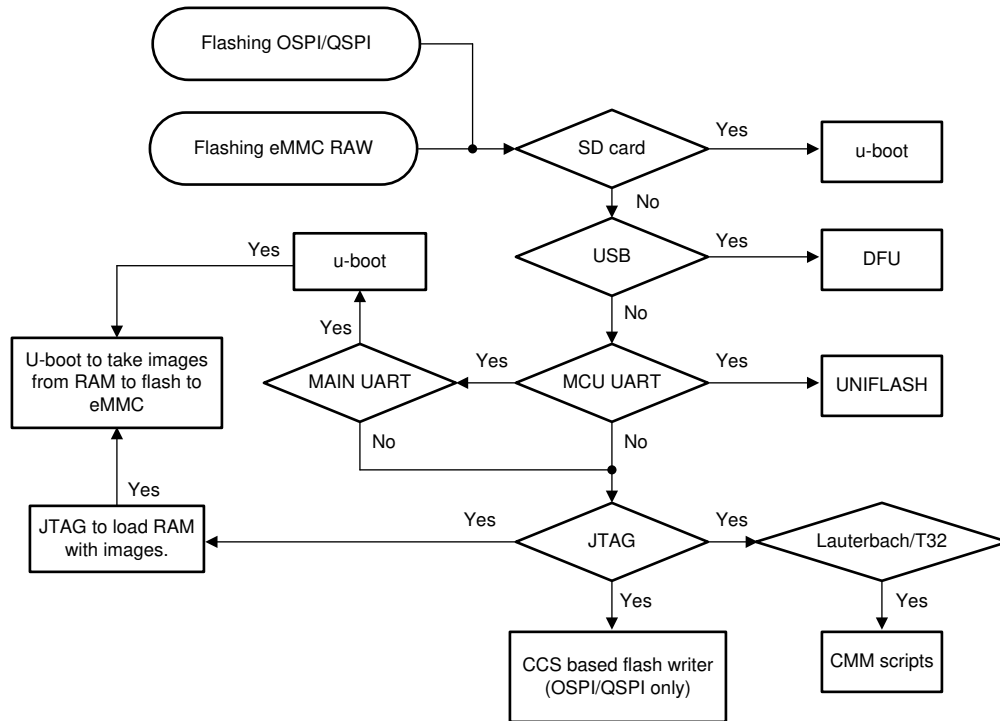 Flashing OSPI/QSPI
Flashing eMMC RAW
SD card
Yes
u-boot
No
USB
Yes
DFU
No
Yes
u-boot
Yes
U-boot to take images
from RAM to flash to
eMMC
MAIN UART
Yes
MCU UART
Yes
UNIFLASH
No
No
Yes
JTAG to load RAM
with images.
Yes
JTAG
Yes
Lauterbach/T32
Yes
Yes
CCS based flash writer
(OSPI/QSPI only)
CMM scripts